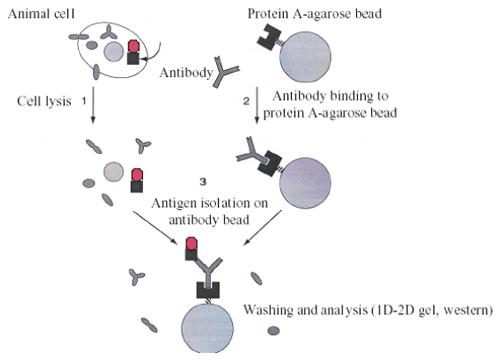 Animal cell
Protein A-agarose bead
Antibody
Cell lysis 1
2 Antibody binding to
protein A-agarose bead
3
Antigen isolation on
antibody bead
Washing and analysis (1D-2D gel, western)